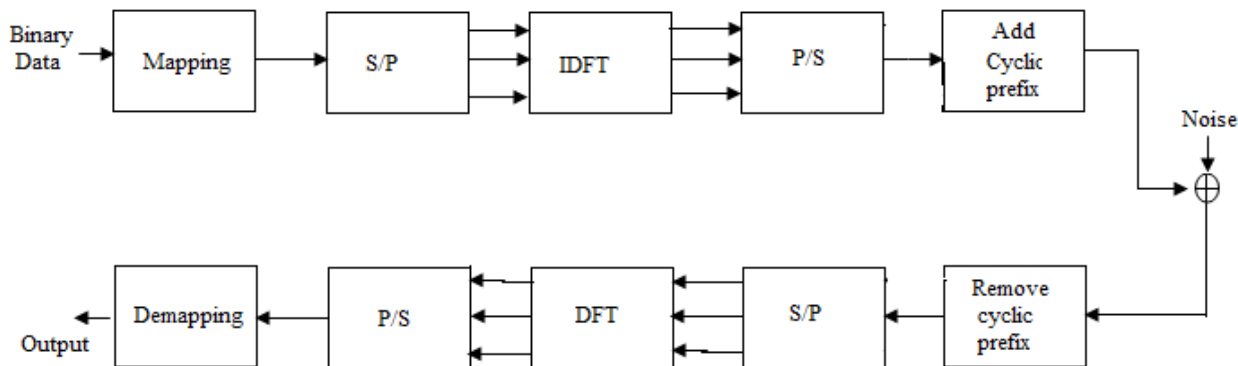 Binary
Data
Mapping
S/P
IDFT
P/S
Add
Cyclic
prefix
Noise
Output
Demapping
P/S
DFT
S/P
Remove
cyclic
prefix